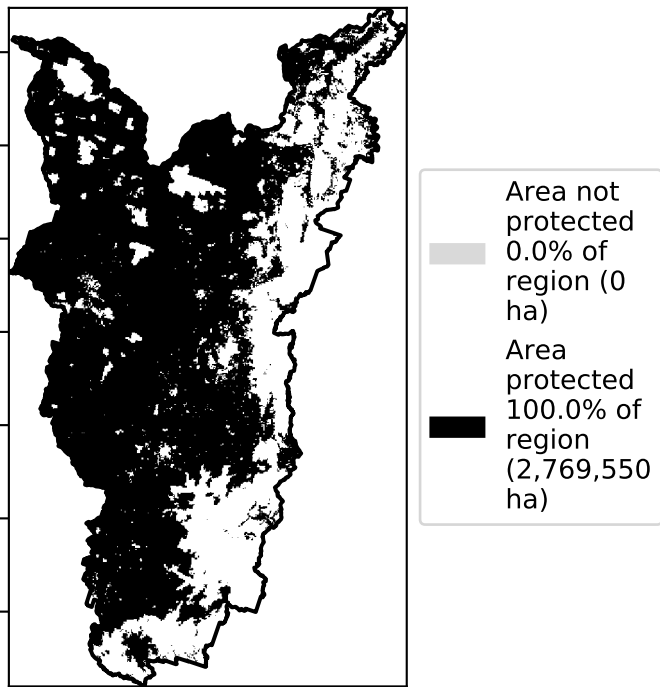 Area not
protected
0.0% of
region (0
ha)
Area
protected
100.0% of
region
(2,769,550
ha)